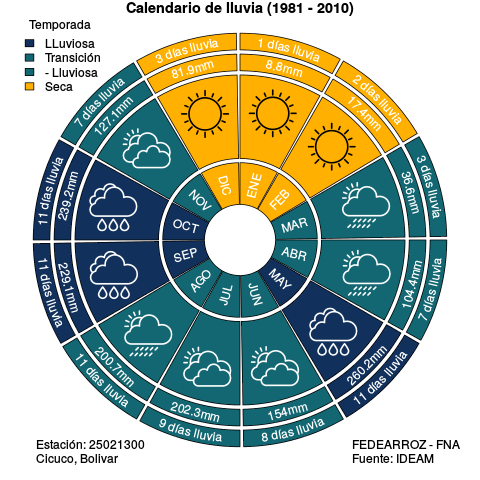 Calendario de lluvia (1981 - 2010)
Temporada
LLuviosa
Transición
- Lluviosa
Seca
1 días lluvia
8.8mm
ENE
2 días lluvia
17.4mm
FEB
3 días lluvia
36.6mm
MAR
7 días lluvia
104.4mm
ABR
11 días lluvia
260.2mm
MAY
8 días lluvia
154mm
JUN
9 días lluvia
202.3mm
JUL
11 días lluvia
200.7mm
AGO
11 días lluvia
229.1mm
SEP
11 días lluvia
239.2mm
OCT
7 días lluvia
127.1mm
NOV
3 días lluvia
81.9mm
DIC
Estación: 25021300
Cicuco, Bolivar
FEDEARROZ - FNA
Fuente: IDEAM